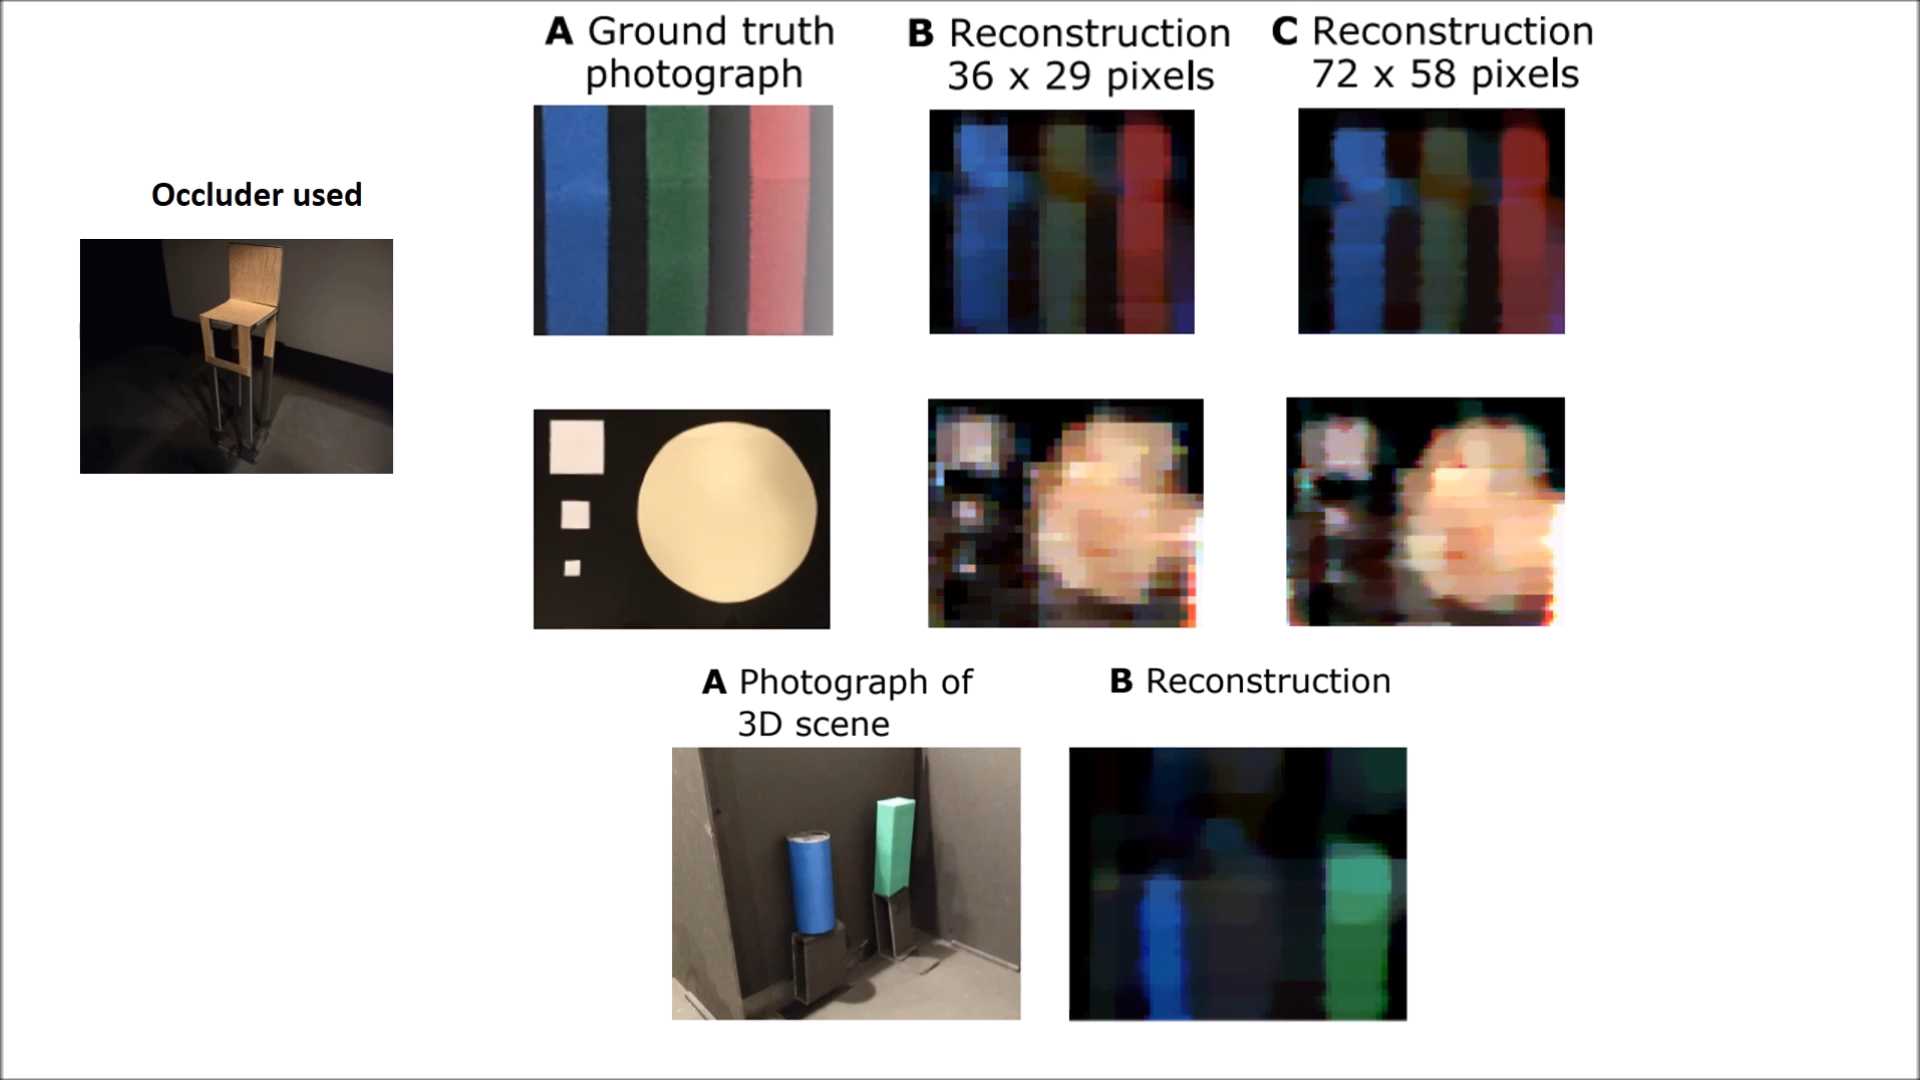 A Ground truth
photograph
B Reconstruction
36 x 29 pixels
C Reconstruction
72 x 58 pixels
Occluder used
A Photograph of
3D scene
B Reconstruction